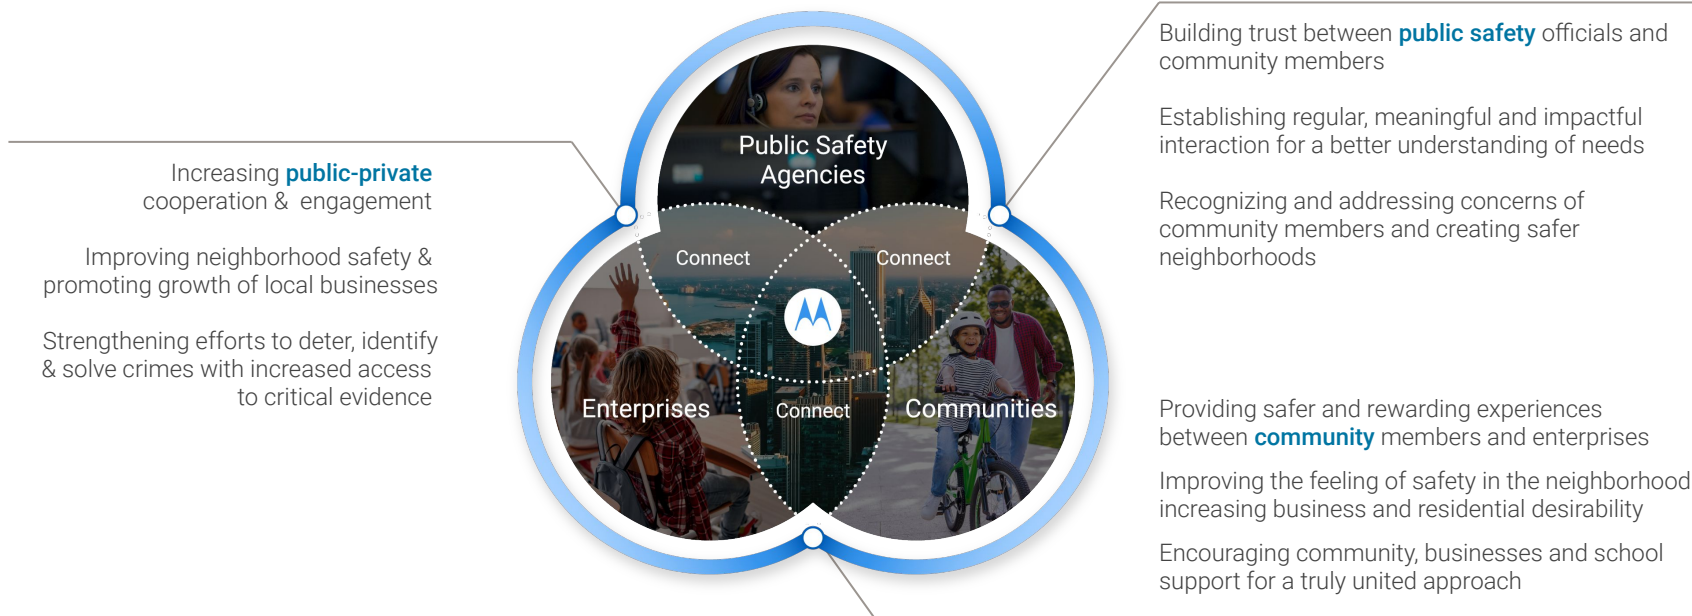 Increasing public-private
cooperation & engagement
Improving neighborhood safety &
promoting growth of local businesses
Strengthening efforts to deter, identify
& solve crimes with increased access
to critical evidence
Public Safety
Agencies
Connect
Connect
Enterprises
Connect
Communities
Building trust between public safety officials and
community members
Establishing regular, meaningful and impactful
interaction for a better understanding of needs
Recognizing and addressing concerns of
community members and creating safer
neighborhoods
Providing safer and rewarding experiences
between community members and enterprises
Improving the feeling of safety in the neighborhood
increasing business and residential desirability
Encouraging community, businesses and school
support for a truly united approach